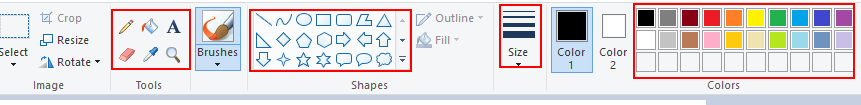 Select
Crop
Resize
Rotate
Image
A
Tools
Brushes
Shapes
Outline
Fill
Size
Color
1
Color
2
Colors